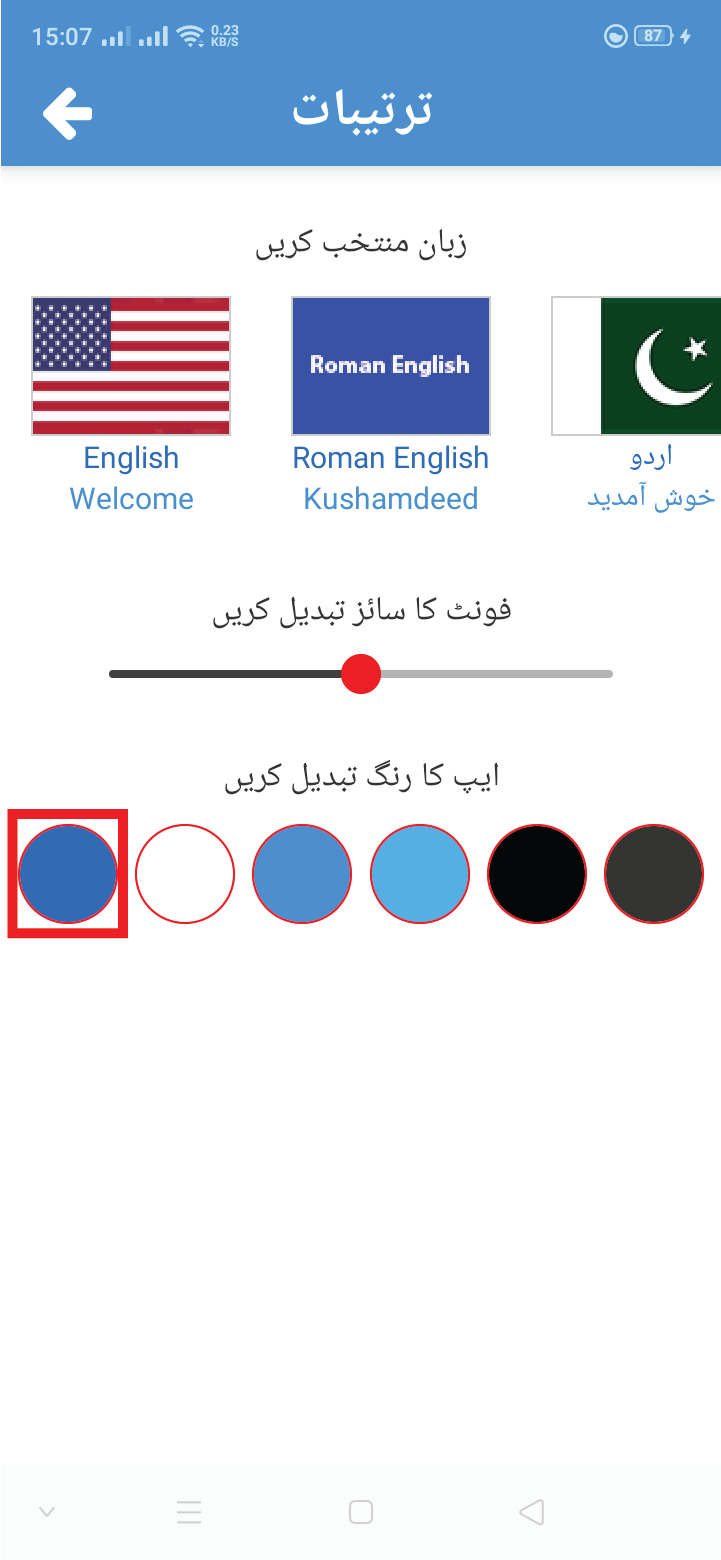 15:07 0.23 KB/S 87
ترتیبات
زبان منتخب کریں
Roman English
English Roman English اردو
Welcome Kushamdeed خوش آمدید
فونٹ کا سائز تبدیل کریں
ایپ کا رنگ تبدیل کریں